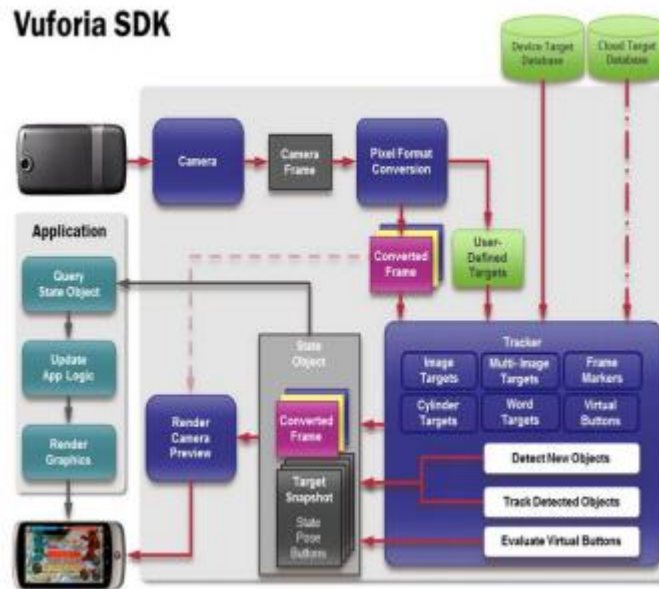 Vuforia SDK
Device Target
Database
Cloud Target
Database
Camera
Camera
Frame
Pixel Format
Conversion
Application
Converted
Frame
User-
Defined
Targets
Query
State Object
Update
App Logic
Render
Graphics
State
Object
Converted
Frame
Target
Snapshot
State
Pose
Buttons
Render
Camera
Preview
Tracker
Image
Targets
Multi-Image
Targets
Frame
Markers
Cylinder
Targets
Word
Targets
Virtual
Buttons
Detect New Objects
Track Detected Objects
Evaluate Virtual Buttons